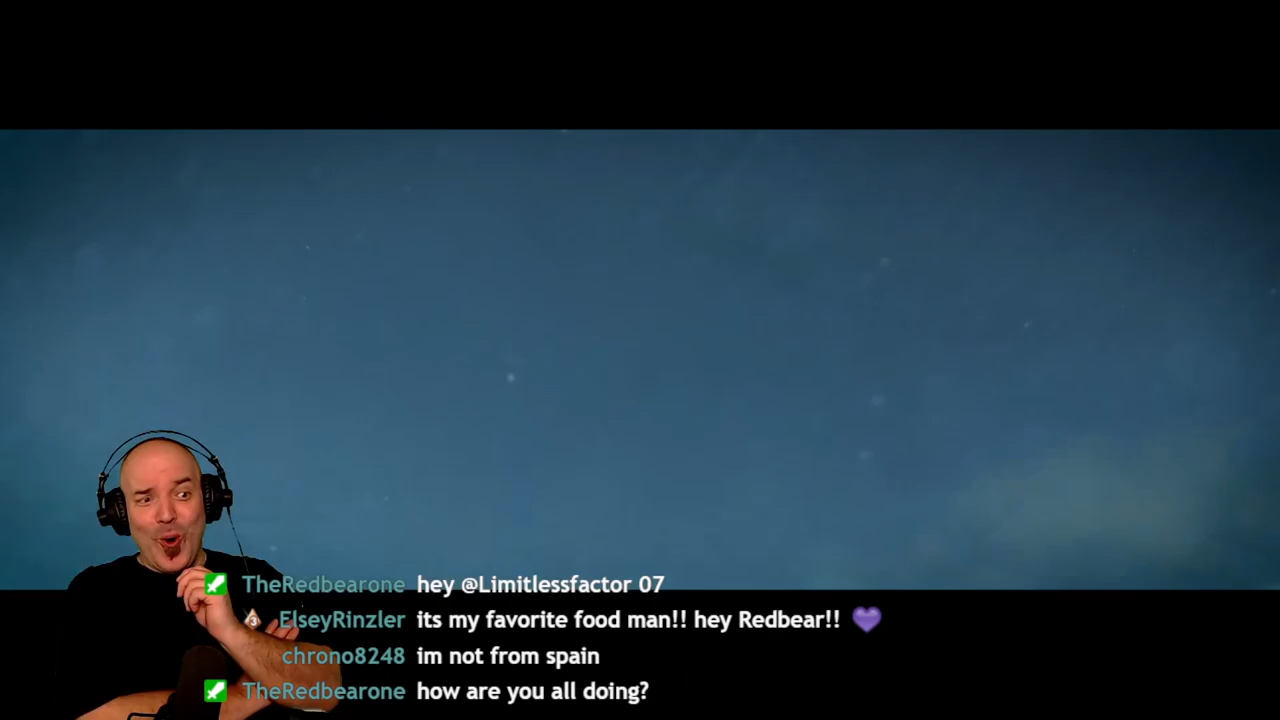 TheRedbearone hey @Limitlessfactor 07
3 ElseyRinzler its my favorite food man!! hey Redbear!! 💜
chrono8248 im not from spain
TheRedbearone how are you all doing?